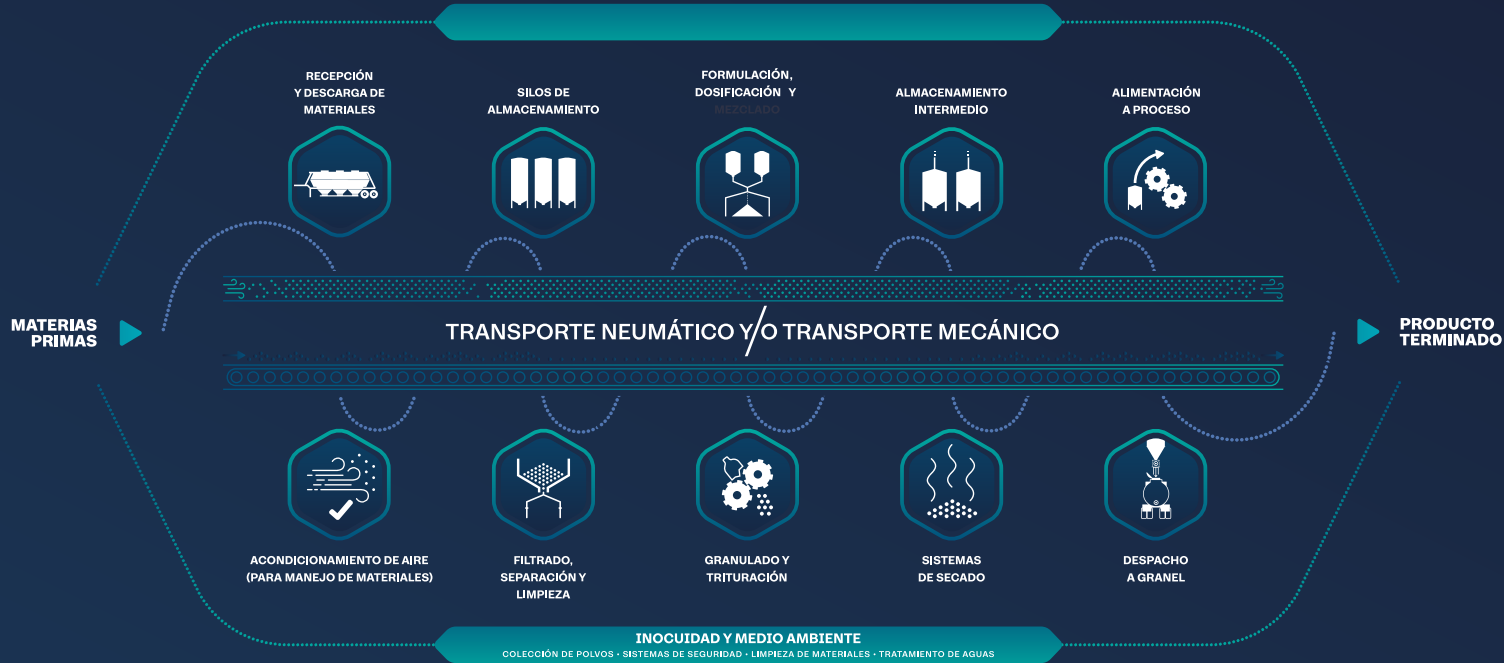 RECEPCIÓN
Y DESCARGA DE
MATERIALES
SILOS DE
ALMACENAMIENTO
FORMULACIÓN,
DOSIFICACIÓN Y
MEZCLADO
ALMACENAMIENTO
INTERMEDIO
ALIMENTACIÓN
A PROCESO
MATERIAS
PRIMAS
TRANSPORTE NEUMÁTICO Y/O TRANSPORTE MECÁNICO
PRODUCTO
TERMINADO
ACONDICIONAMIENTO DE AIRE
(PARA MANEJO DE MATERIALES)
FILTRADO,
SEPARACIÓN Y
LIMPIEZA
GRANULADO Y
TRITURACIÓN
SISTEMAS
DE SECADO
DESPACHO
A GRANEL
INOCUIDAD Y MEDIO AMBIENTE
COLECCIÓN DE POLVOS • SISTEMAS DE SEGURIDAD • LIMPIEZA DE MATERIALES • TRATAMIENTO DE AGUAS